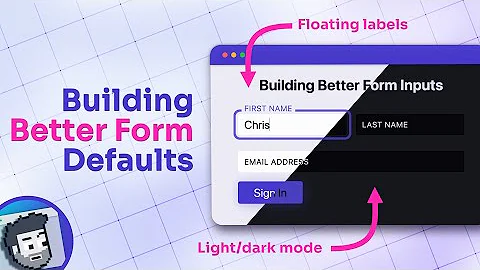 Floating labels
Building
Better Form
Defaults
Building Better Form Inputs
FIRST NAME
Chris
LAST NAME
EMAIL ADDRESS
Sign In
Light/dark mode